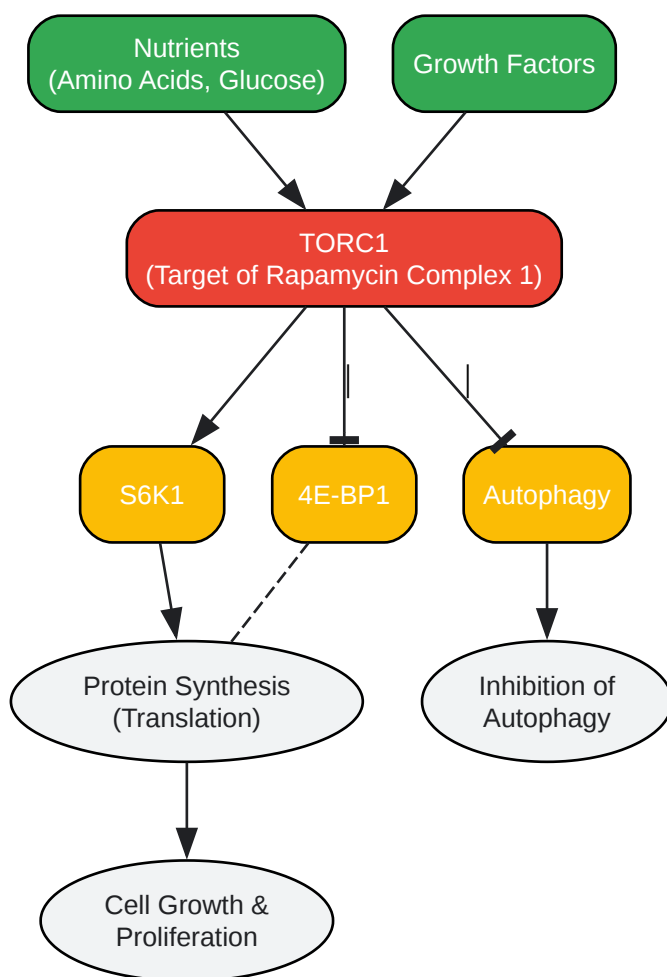 Nutrients
(Amino Acids, Glucose)
Growth Factors
TORC1
(Target of Rapamycin Complex 1)
|
|
S6K1
4E-BP1
Autophagy
Protein Synthesis
(Translation)
Inhibition of
Autophagy
Cell Growth &
Proliferation